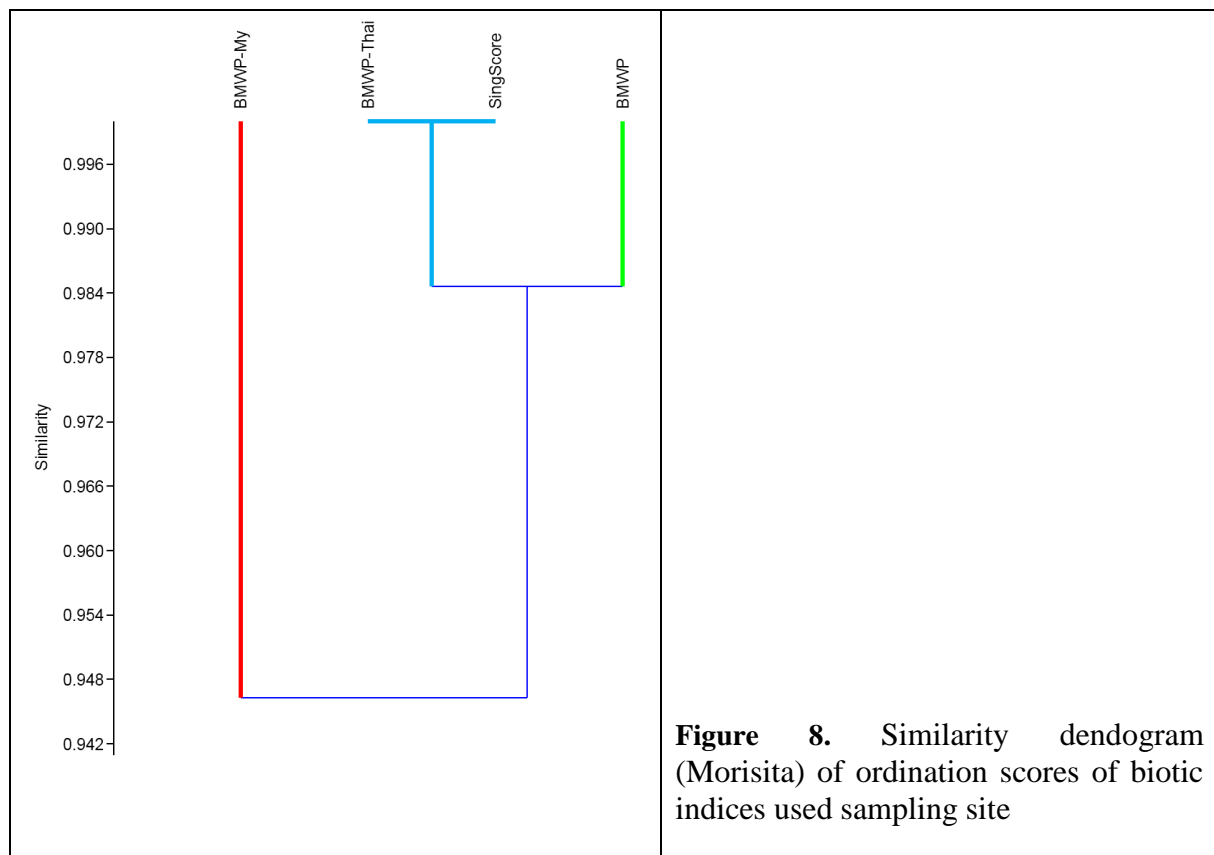 BMWP-My
BMWP-Thai
SingScore
BMWP
0.996
0.990
0.984
0.978
0.972
0.966
0.960
0.954
0.948
0.942
Similarity
Figure 8. Similarity dendogram
(Morisita) of ordination scores of biotic
indices used sampling site